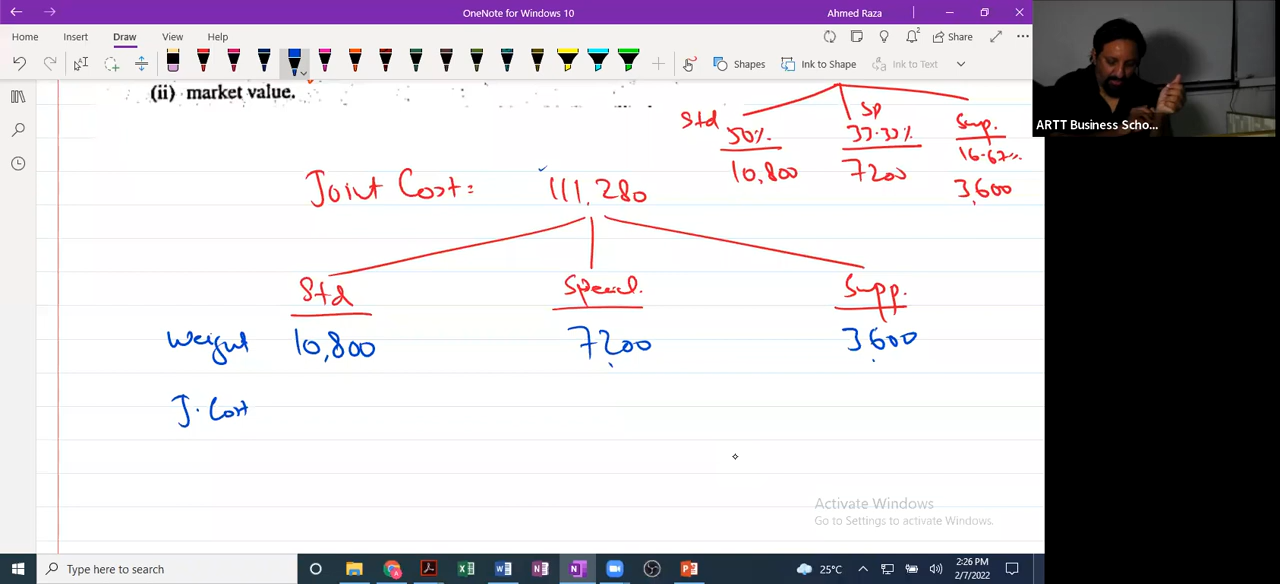 OneNote for Windows 10
Ahmed Raza
Home Insert Draw View Help
Share
Shapes Ink to Shape Ink to Text
ARTT Business Scho...
(ii) market value.
Std Sp Supp.
50% 33.33% 16.67%
10,800 7200 3,600
Joint Cost: 111,280
Std Special. Supp.
Weight 10,800 7200 3,600
J. Cost
Activate Windows
Go to Settings to activate Windows.
Type here to search
25°C
2:26 PM
2/7/2022